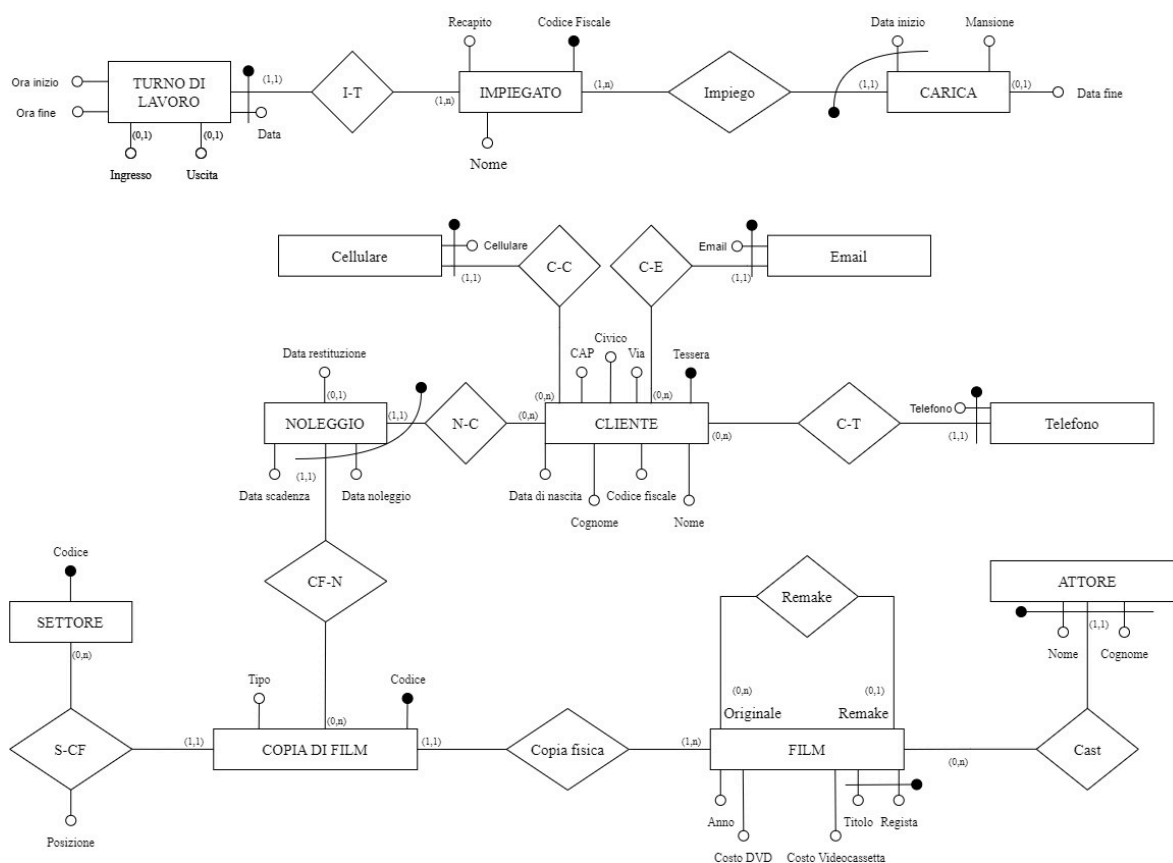 Recapito
Codice Fiscale
Data inizio
Mansione
Ora inizio
TURNO DI
LAVORO
(1,1)
I-T
(1,n)
IMPIEGATO
(1,n)
Impiego
(1,1)
CARICA
(0,1)
Data fine
Ora fine
(0,1)
(0,1)
Data
Nome
Ingresso
Uscita
Cellulare
Cellulare
(1,1)
C-C
C-E
Email
(1,1)
Email
Data restituzione
(0,1)
CAP
Civico
Via
Tessera
(0,n)
(0,n)
NOLEGGIO
(1,1)
N-C
(0,n)
CLIENTE
(0,n)
C-T
Telefono
(1,1)
Telefono
(1,1)
Data scadenza
Data noleggio
Data di nascita
Codice fiscale
Cognome
Nome
Codice
SETTORE
(0,n)
CF-N
Remake
ATTORE
(1,1)
Nome
Cognome
Tipo
Codice
(0,n)
(0,n)
(0,1)
Originale
Remake
S-CF
(1,1)
COPIA DI FILM
(1,1)
Copia fisica
(1,n)
FILM
(0,n)
Cast
Posizione
Anno
Titolo
Regista
Costo DVD
Costo Videocassetta